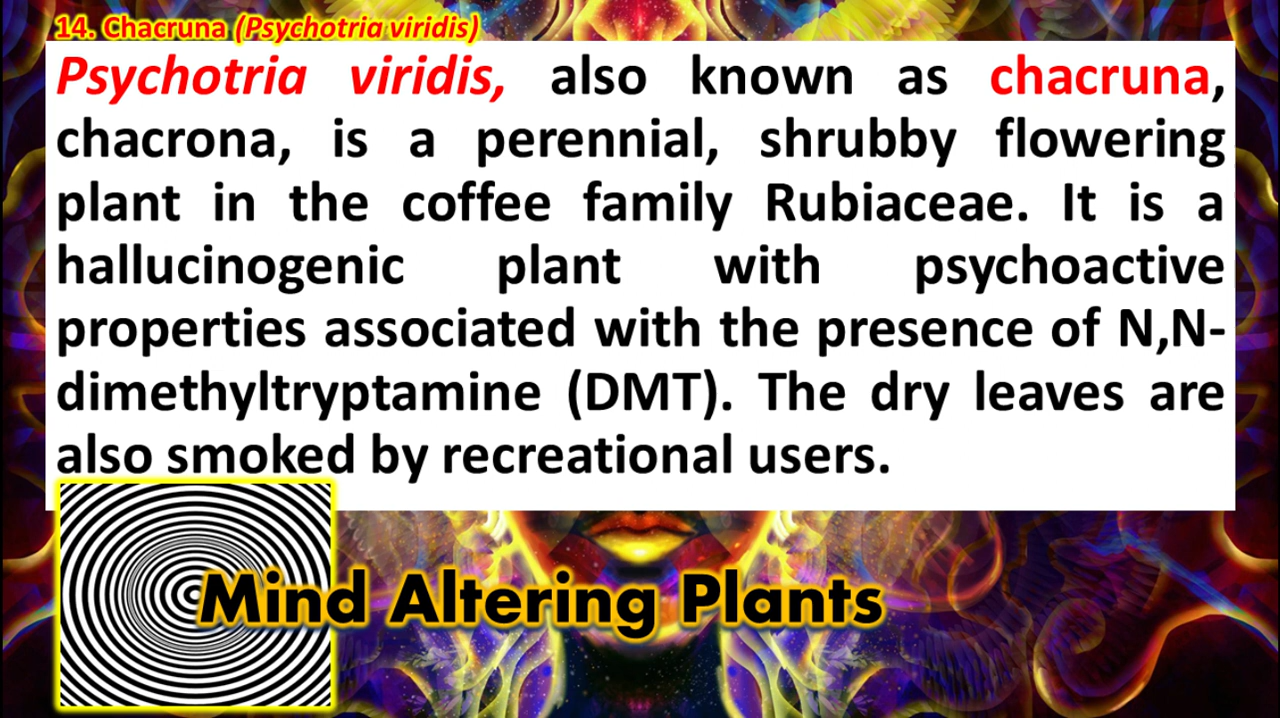 14. Chacruna (Psychotria viridis)
Psychotria viridis, also known as chacruna,
chacrona, is a perennial, shrubby flowering
plant in the coffee family Rubiaceae. It is a
hallucinogenic plant with psychoactive
properties associated with the presence of N,N-
dimethyltryptamine (DMT). The dry leaves are
also smoked by recreational users.
Mind Altering Plants